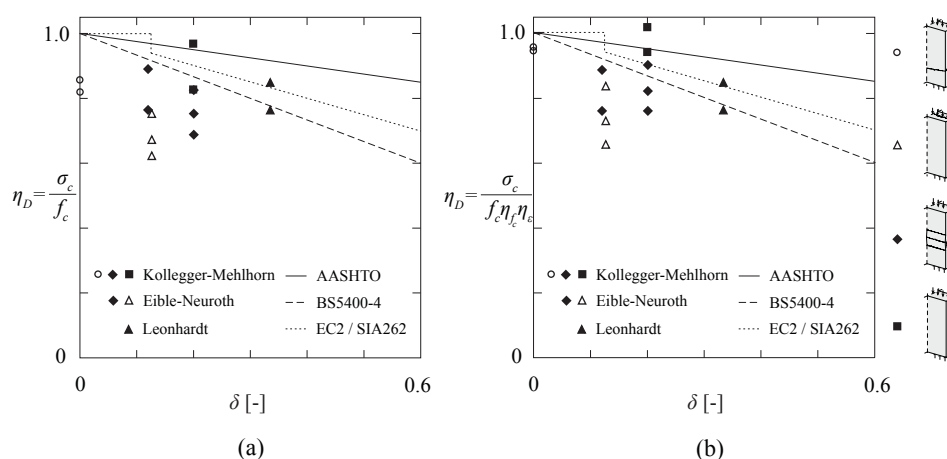 1.0
η_D = σ_c / f_c
0
Kollegger-Mehlhorn
Eible-Neuroth
Leonhardt
AASHTO
BS5400-4
EC2 / SIA262
0
0.6
δ [-]
(a)
1.0
η_D = σ_c / f_c η_fc η_ε
0
Kollegger-Mehlhorn
Eible-Neuroth
Leonhardt
AASHTO
BS5400-4
EC2 / SIA262
0
0.6
δ [-]
(b)